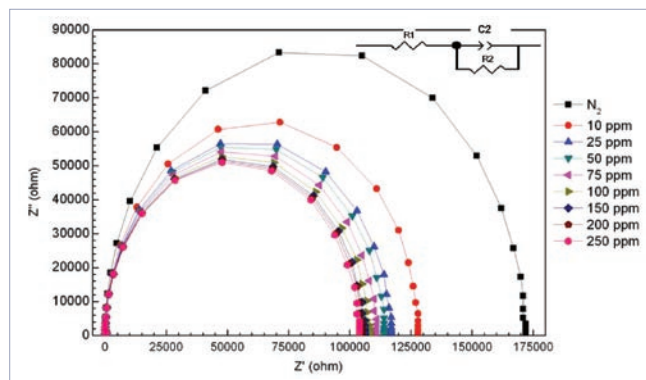 90000
80000
70000
60000
50000
40000
30000
20000
10000
0
Z'' (ohm)
0 25000 50000 75000 100000 125000 150000 175000
Z' (ohm)
R1
C2
R2
N₂
10 ppm
25 ppm
50 ppm
75 ppm
100 ppm
150 ppm
200 ppm
250 ppm